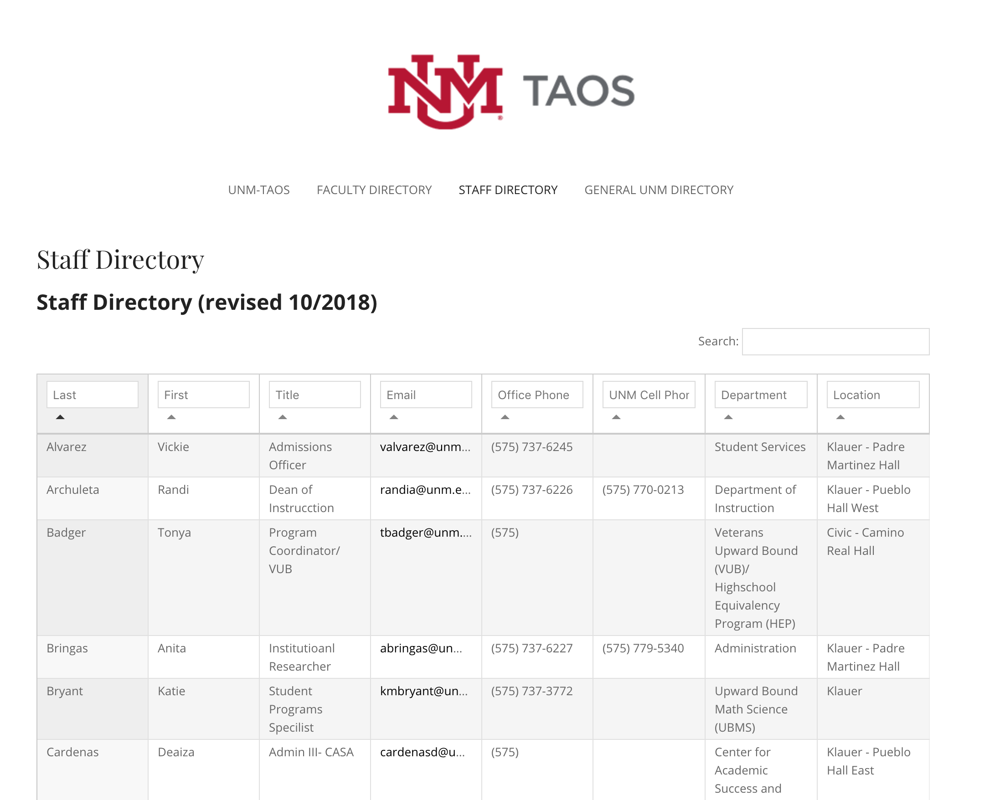 UNM TAOS
UNM-TAOS FACULTY DIRECTORY STAFF DIRECTORY GENERAL UNM DIRECTORY
Staff Directory
Staff Directory (revised 10/2018)
Search:
Last First Title Email Office Phone UNM Cell Phor Department Location
Alvarez Vickie Admissions valvarez@unm... (575) 737-6245 Student Services Klauer - Padre
Officer Martinez Hall
Archuleta Randi Dean of randia@unm.e... (575) 737-6226 (575) 770-0213 Department of Klauer - Pueblo
Instrucction Instruction Hall West
Badger Tonya Program tbadger@unm.... (575) Veterans Civic - Camino
Coordinator/ Upward Bound Real Hall
VUB (VUB)/
Highschool
Equivalency
Program (HEP)
Bringas Anita Institutioanl abringas@un... (575) 737-6227 (575) 779-5340 Administration Klauer - Padre
Researcher Martinez Hall
Bryant Katie Student kmbryant@un... (575) 737-3772 Upward Bound Klauer
Programs Math Science
Specilist (UBMS)
Cardenas Deaiza Admin III- CASA cardenasd@u... (575) Center for Klauer - Pueblo
Academic Hall East
Success and